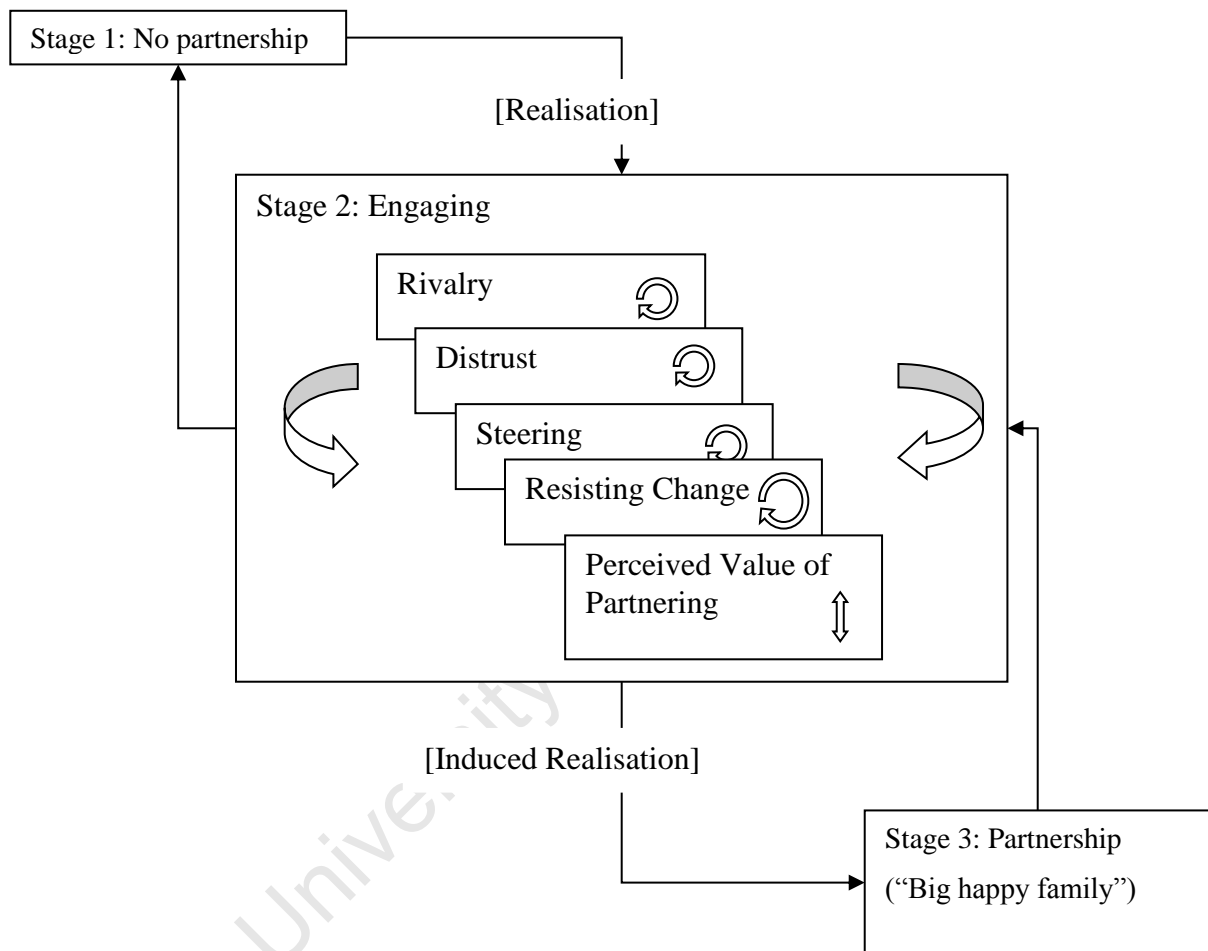 Stage 1: No partnership
[Realisation]
Stage 2: Engaging
Rivalry
Distrust
Steering
Resisting Change
Perceived Value of
Partnering
[Induced Realisation]
Stage 3: Partnership
(“Big happy family”)
University